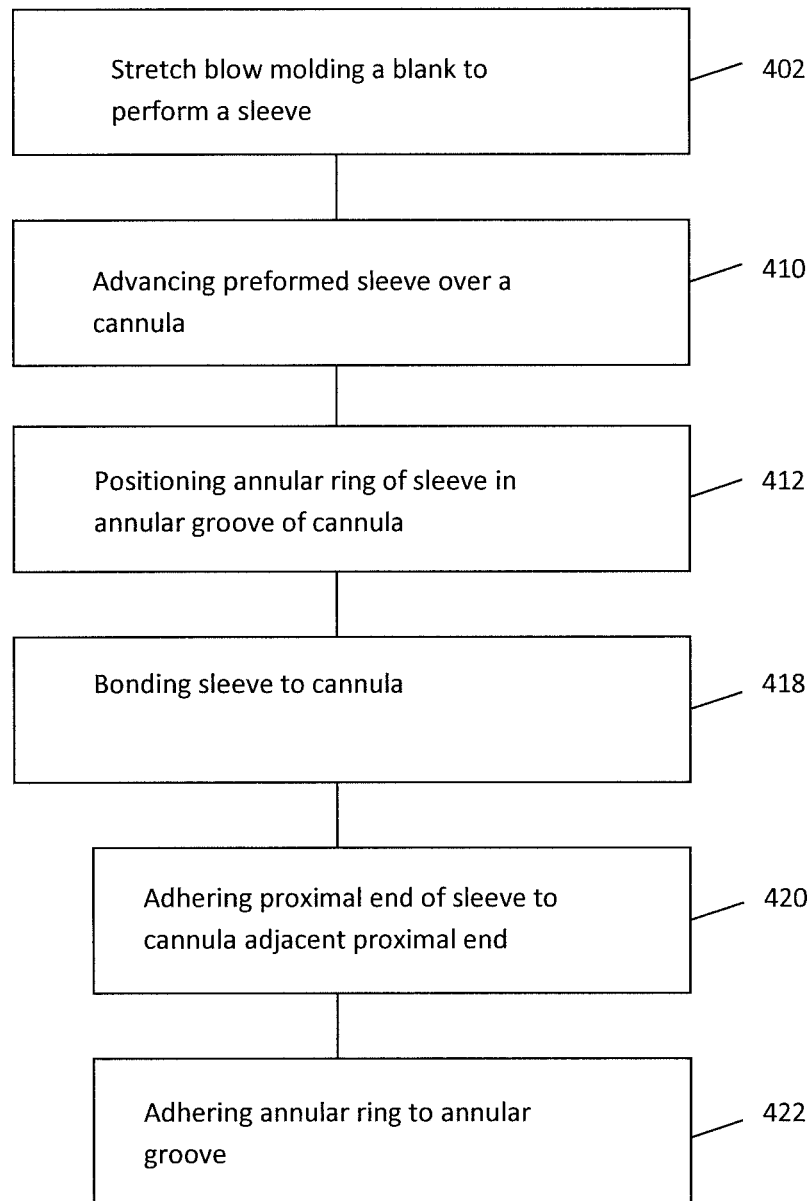 Stretch blow molding a blank to
perform a sleeve
402
Advancing preformed sleeve over a
cannula
410
Positioning annular ring of sleeve in
annular groove of cannula
412
Bonding sleeve to cannula
418
Adhering proximal end of sleeve to
cannula adjacent proximal end
420
Adhering annular ring to annular
groove
422